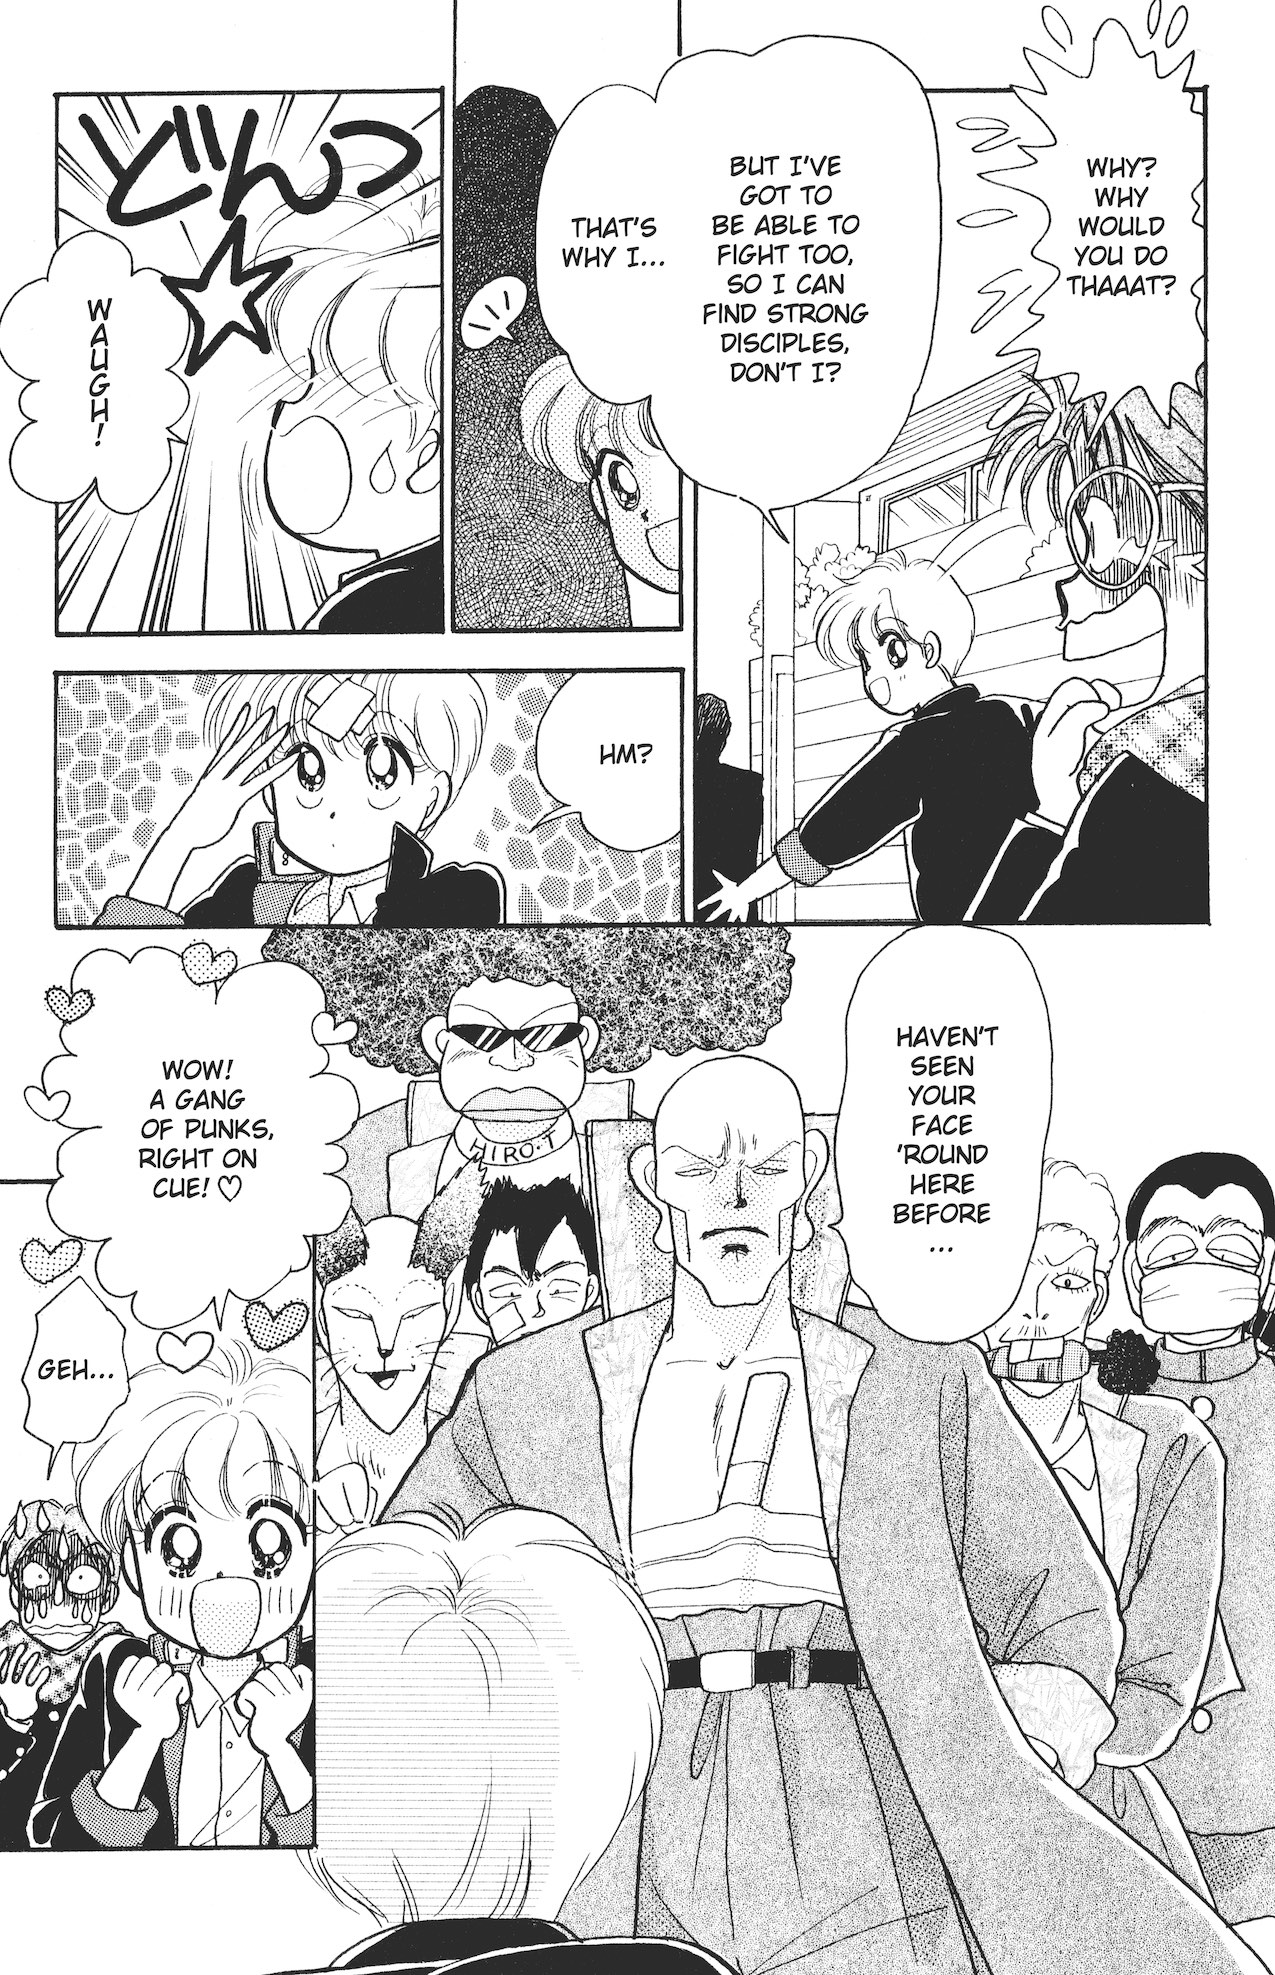 WHY?
WHY
WOULD
YOU DO
THAAAT?
BUT I'VE
GOT TO
BE ABLE TO
FIGHT TOO,
SO I CAN
FIND STRONG
DISCIPLES,
DON'T I?
THAT'S
WHY I...
どんっ
WAUGH!
HM?
HAVEN'T
SEEN
YOUR
FACE
'ROUND
HERE
BEFORE
...
HIRO•T
WOW!
A GANG
OF PUNKS,
RIGHT ON
CUE! ♡
GEH...